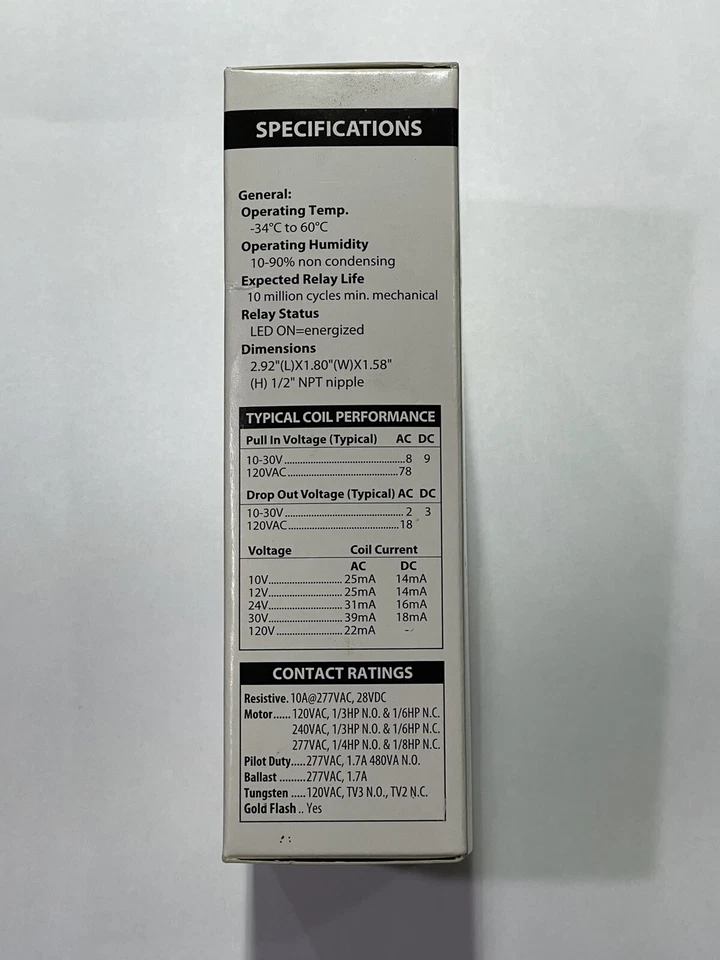 SPECIFICATIONS
General:
Operating Temp.
-34°C to 60°C
Operating Humidity
10-90% non condensing
Expected Relay Life
10 million cycles min. mechanical
Relay Status
LED ON=energized
Dimensions
2.92"(L)X1.80"(W)X1.58"
(H) 1/2" NPT nipple
TYPICAL COIL PERFORMANCE
Pull In Voltage (Typical) AC DC
10-30V.......................................8 9
120VAC....................................78
Drop Out Voltage (Typical) AC DC
10-30V....................................... 2 3
120VAC....................................18
Voltage Coil Current
AC DC
10V........................25mA 14mA
12V........................25mA 14mA
24V........................31mA 16mA
30V........................39mA 18mA
120V......................22mA --
CONTACT RATINGS
Resistive. 10A@277VAC, 28VDC
Motor...... 120VAC, 1/3HP N.O. & 1/6HP N.C.
240VAC, 1/3HP N.O. & 1/6HP N.C.
277VAC, 1/4HP N.O. & 1/8HP N.C.
Pilot Duty.....277VAC, 1.7A 480VA N.O.
Ballast .........277VAC, 1.7A
Tungsten .....120VAC, TV3 N.O., TV2 N.C.
Gold Flash .. Yes